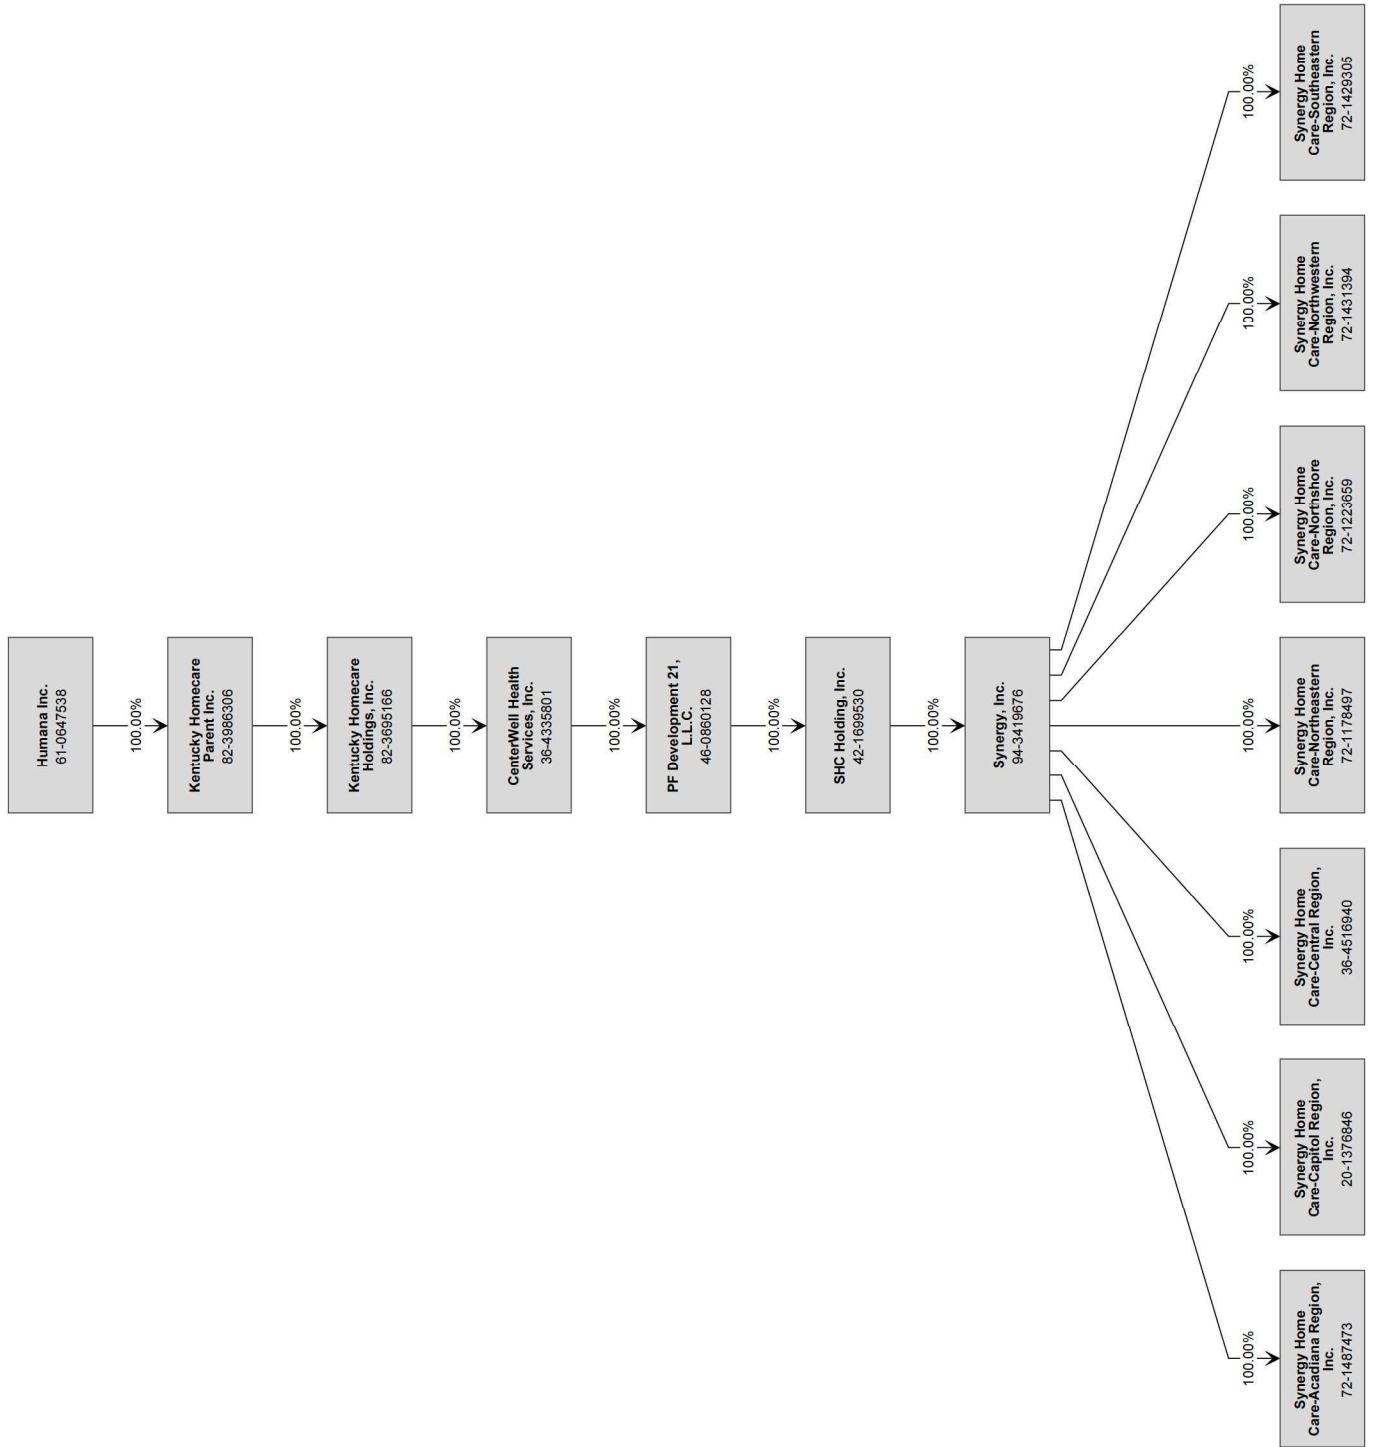 Humana Inc.
61-0647538
100.00%
Kentucky Homecare
Parent Inc.
82-3986306
100.00%
Kentucky Homecare
Holdings, Inc.
82-3695166
100.00%
CenterWell Health
Services, Inc.
36-4335801
100.00%
PF Development 21,
L.L.C.
46-0860128
100.00%
SHC Holding, Inc.
42-1699530
100.00%
Synergy, Inc.
94-3419676
100.00%
Synergy Home
Care-Acadiana Region,
Inc.
72-1487473
100.00%
Synergy Home
Care-Capitol Region,
Inc.
20-1376846
100.00%
Synergy Home
Care-Central Region,
Inc.
36-4516940
100.00%
Synergy Home
Care-Northeastern
Region, Inc.
72-1178497
100.00%
Synergy Home
Care-Northshore
Region, Inc.
72-1223659
100.00%
Synergy Home
Care-Northwestern
Region, Inc.
72-1431394
100.00%
Synergy Home
Care-Southeastern
Region, Inc.
72-1429305